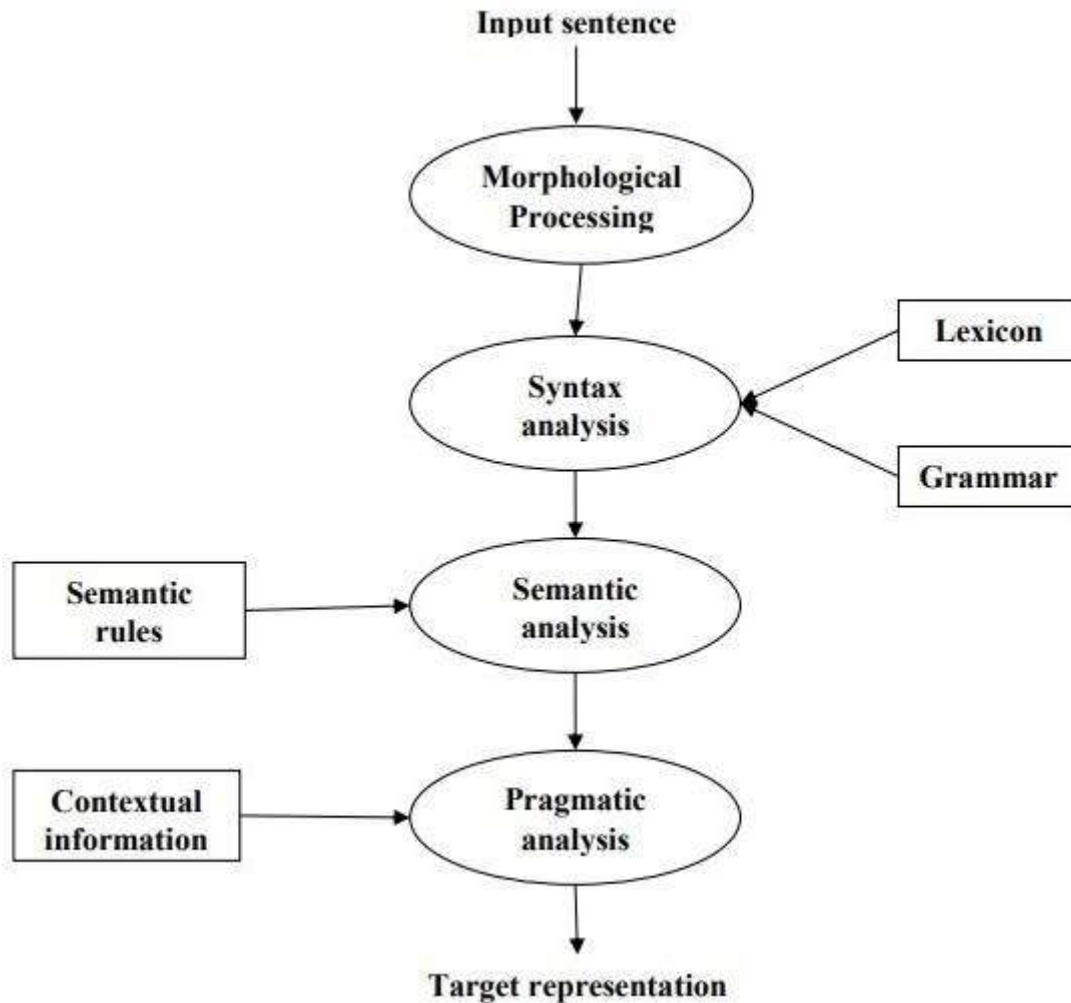 Input sentence
Morphological
Processing
Lexicon
Syntax
analysis
Grammar
Semantic
rules
Semantic
analysis
Contextual
information
Pragmatic
analysis
Target representation